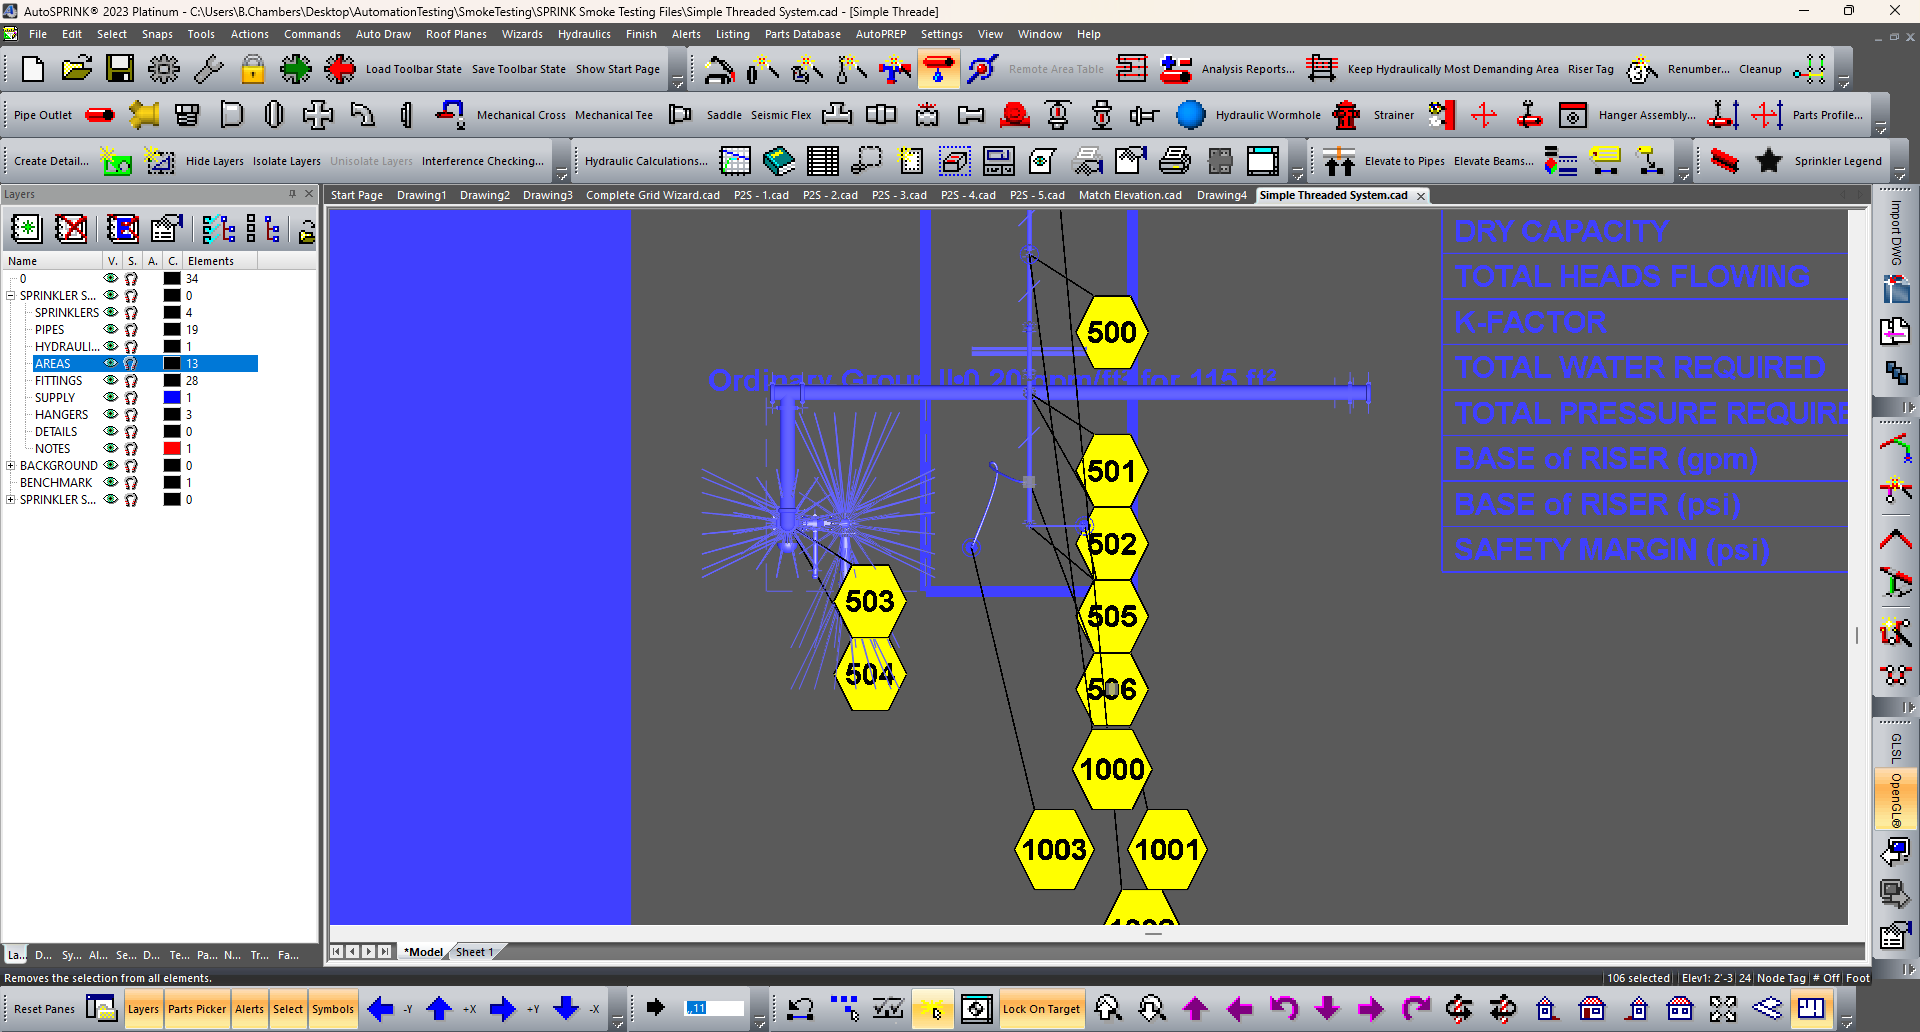 AutoSPRINK® 2023 Platinum - C:\Users\B.Chambers\Desktop\AutomationTesting\SmokeTesting\SPRINK Smoke Testing Files\Simple Threaded System.cad - [Simple Threade]
File Edit Select Snaps Tools Actions Commands Auto Draw Roof Planes Wizards Hydraulics Finish Alerts Listing Parts Database AutoPREP Settings View Window Help
Load Toolbar State Save Toolbar State Show Start Page Remote Area Table Analysis Reports... Keep Hydraulically Most Demanding Area Riser Tag Renumber... Cleanup
Pipe Outlet Mechanical Cross Mechanical Tee Saddle Seismic Flex Hydraulic Wormhole Strainer Hanger Assembly... Parts Profile...
Create Detail... Hide Layers Isolate Layers Unisolate Layers Interference Checking... Hydraulic Calculations... Elevate to Pipes Elevate Beams... Sprinkler Legend
Layers
Start Page Drawing1 Drawing2 Drawing3 Complete Grid Wizard.cad P2S - 1.cad P2S - 2.cad P2S - 3.cad P2S - 4.cad P2S - 5.cad Match Elevation.cad Drawing4 Simple Threaded System.cad
Name V. S. A. C. Elements
0 34
SPRINKLER S... 0
SPRINKLERS 4
PIPES 19
HYDRAULI... 1
AREAS 13
FITTINGS 28
SUPPLY 1
HANGERS 3
DETAILS 0
NOTES 1
BACKGROUND 0
BENCHMARK 1
SPRINKLER S... 0
DRY CAPACITY
TOTAL HEADS FLOWING
K-FACTOR
TOTAL WATER REQUIRED
TOTAL PRESSURE REQUIRE
BASE of RISER (gpm)
BASE of RISER (psi)
SAFETY MARGIN (psi)
500
501
502
503
505
504
506
1000
1003
1001
Import DWG
GLSL
OpenGL®
*Model Sheet 1
La... D... Sy... Al... Se... D... Te... Pa... N... Tr... Fa...
Removes the selection from all elements.
106 selected Elev1: 2'-3 24 Node Tag # Off Foot
Reset Panes Layers Parts Picker Alerts Select Symbols -Y +X +Y -X Lock On Target